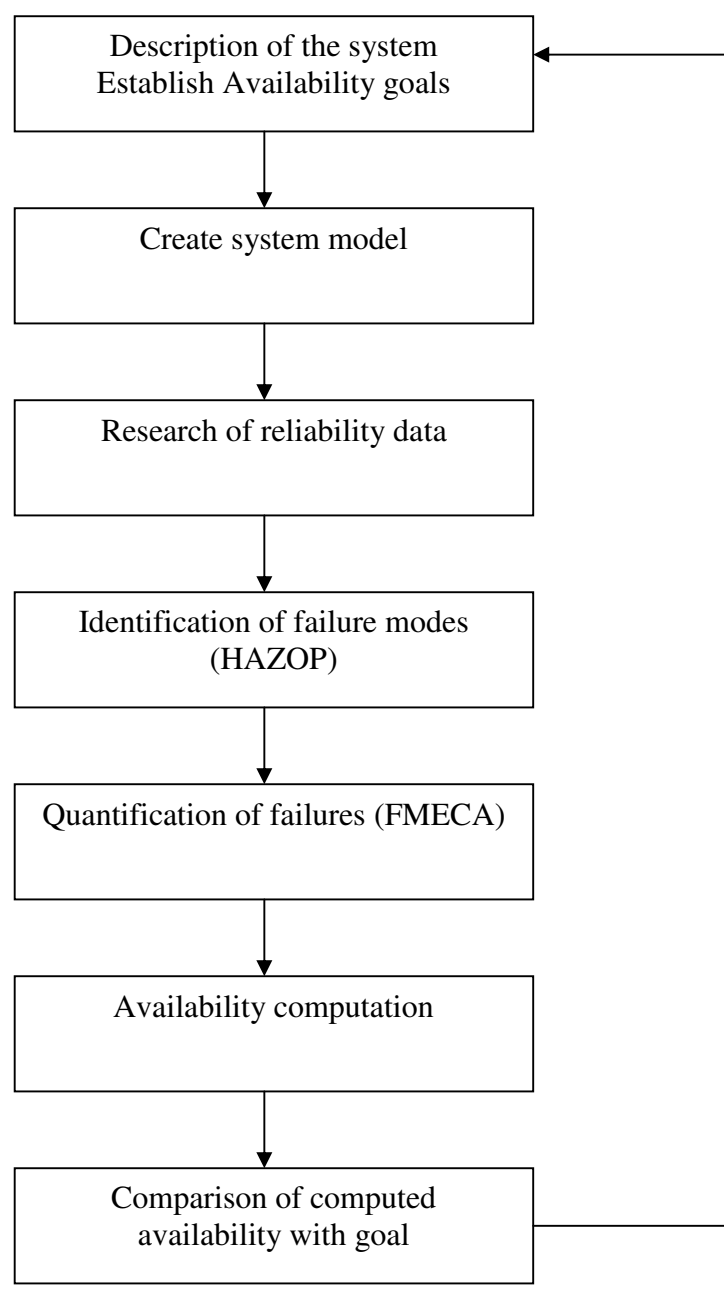 Description of the system
Establish Availability goals
Create system model
Research of reliability data
Identification of failure modes
(HAZOP)
Quantification of failures (FMECA)
Availability computation
Comparison of computed
availability with goal